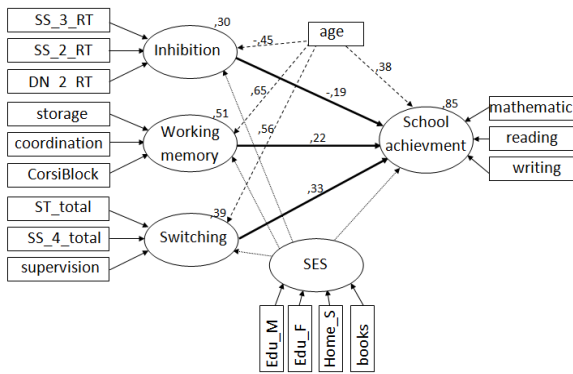 SS_3_RT
SS_2_RT
DN_2_RT
storage
coordination
CorsiBlock
ST_total
SS_4_total
supervision
,30
Inhibition
,51
Working
memory
,39
Switching
age
-,45
,65
,56
,38
-,19
,22
,33
,85
School
achievment
mathematic
reading
writing
SES
Edu_M
Edu_F
Home_S
books